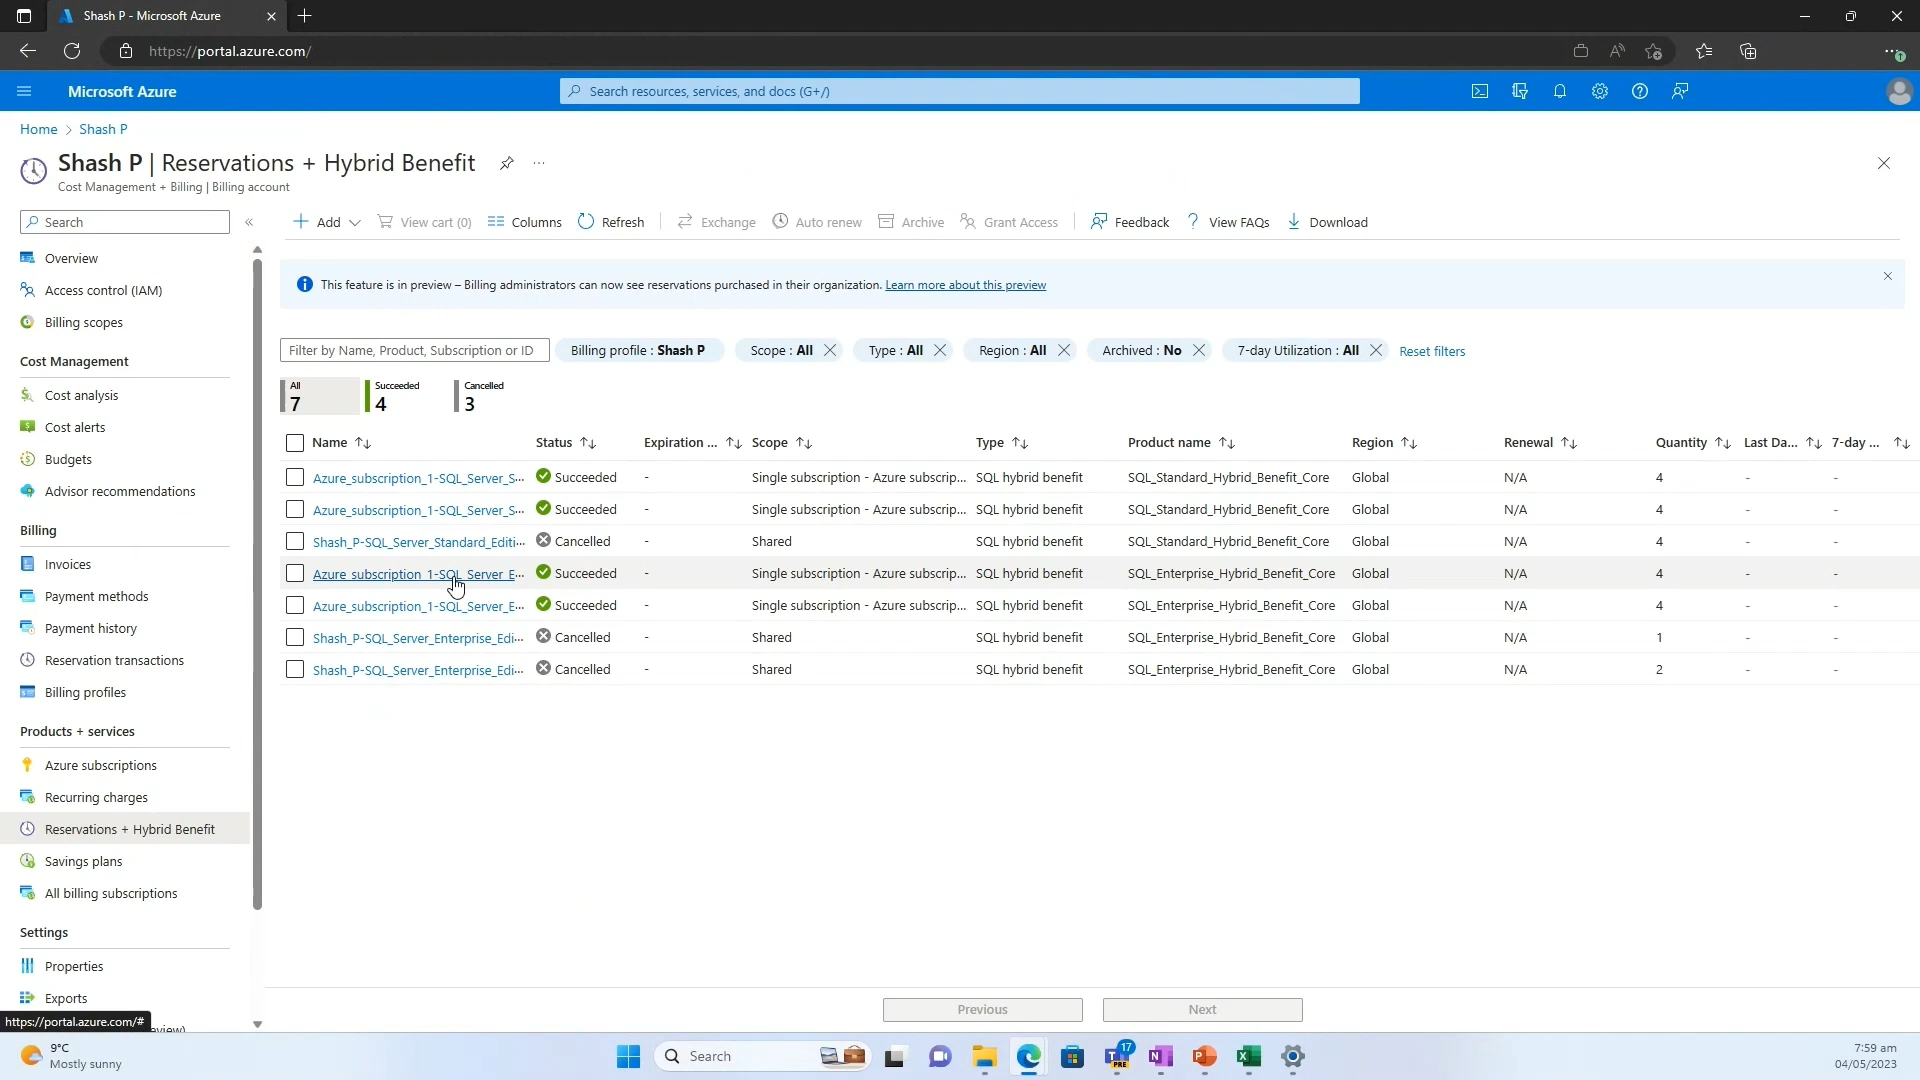 Shash P - Microsoft Azure
https://portal.azure.com/
Microsoft Azure
Search resources, services, and docs (G+/)
Home > Shash P
Shash P | Reservations + Hybrid Benefit
Cost Management + Billing | Billing account
Search
Add View cart (0) Columns Refresh Exchange Auto renew Archive Grant Access Feedback View FAQs Download
Overview
Access control (IAM)
Billing scopes
Cost Management
Cost analysis
Cost alerts
Budgets
Advisor recommendations
Billing
Invoices
Payment methods
Payment history
Reservation transactions
Billing profiles
Products + services
Azure subscriptions
Recurring charges
Reservations + Hybrid Benefit
Savings plans
All billing subscriptions
Settings
Properties
Exports
eview)
https://portal.azure.com/#
This feature is in preview – Billing administrators can now see reservations purchased in their organization. Learn more about this preview
Filter by Name, Product, Subscription or ID Billing profile : Shash P Scope : All Type : All Region : All Archived : No 7-day Utilization : All Reset filters
All Succeeded Cancelled
7 4 3
Name Status Expiration ... Scope Type Product name Region Renewal Quantity Last Da... 7-day ...
Azure_subscription_1-SQL_Server_S... Succeeded - Single subscription - Azure subscrip... SQL hybrid benefit SQL_Standard_Hybrid_Benefit_Core Global N/A 4 - -
Azure_subscription_1-SQL_Server_S... Succeeded - Single subscription - Azure subscrip... SQL hybrid benefit SQL_Standard_Hybrid_Benefit_Core Global N/A 4 - -
Shash_P-SQL_Server_Standard_Editi... Cancelled - Shared SQL hybrid benefit SQL_Standard_Hybrid_Benefit_Core Global N/A 4 - -
Azure_subscription_1-SQL_Server_E... Succeeded - Single subscription - Azure subscrip... SQL hybrid benefit SQL_Enterprise_Hybrid_Benefit_Core Global N/A 4 - -
Azure_subscription_1-SQL_Server_E... Succeeded - Single subscription - Azure subscrip... SQL hybrid benefit SQL_Enterprise_Hybrid_Benefit_Core Global N/A 4 - -
Shash_P-SQL_Server_Enterprise_Edi... Cancelled - Shared SQL hybrid benefit SQL_Enterprise_Hybrid_Benefit_Core Global N/A 1 - -
Shash_P-SQL_Server_Enterprise_Edi... Cancelled - Shared SQL hybrid benefit SQL_Enterprise_Hybrid_Benefit_Core Global N/A 2 - -
Previous Next
9°C
Mostly sunny
Search
17
PRE
7:59 am
04/05/2023